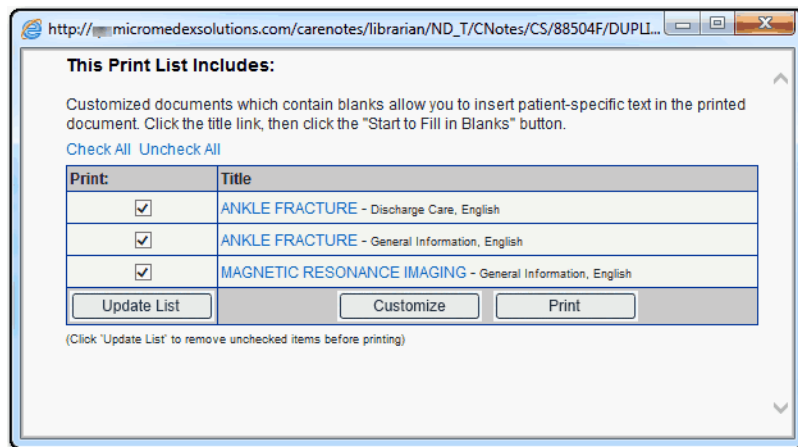 http://micromedexsolutions.com/carenotes/librarian/ND_T/CNotes/CS/88504F/DUPLI...
This Print List Includes:
Customized documents which contain blanks allow you to insert patient-specific text in the printed
document. Click the title link, then click the "Start to Fill in Blanks" button.
Check All Uncheck All
Print: Title
ANKLE FRACTURE - Discharge Care, English
ANKLE FRACTURE - General Information, English
MAGNETIC RESONANCE IMAGING - General Information, English
Update List Customize Print
(Click 'Update List' to remove unchecked items before printing)